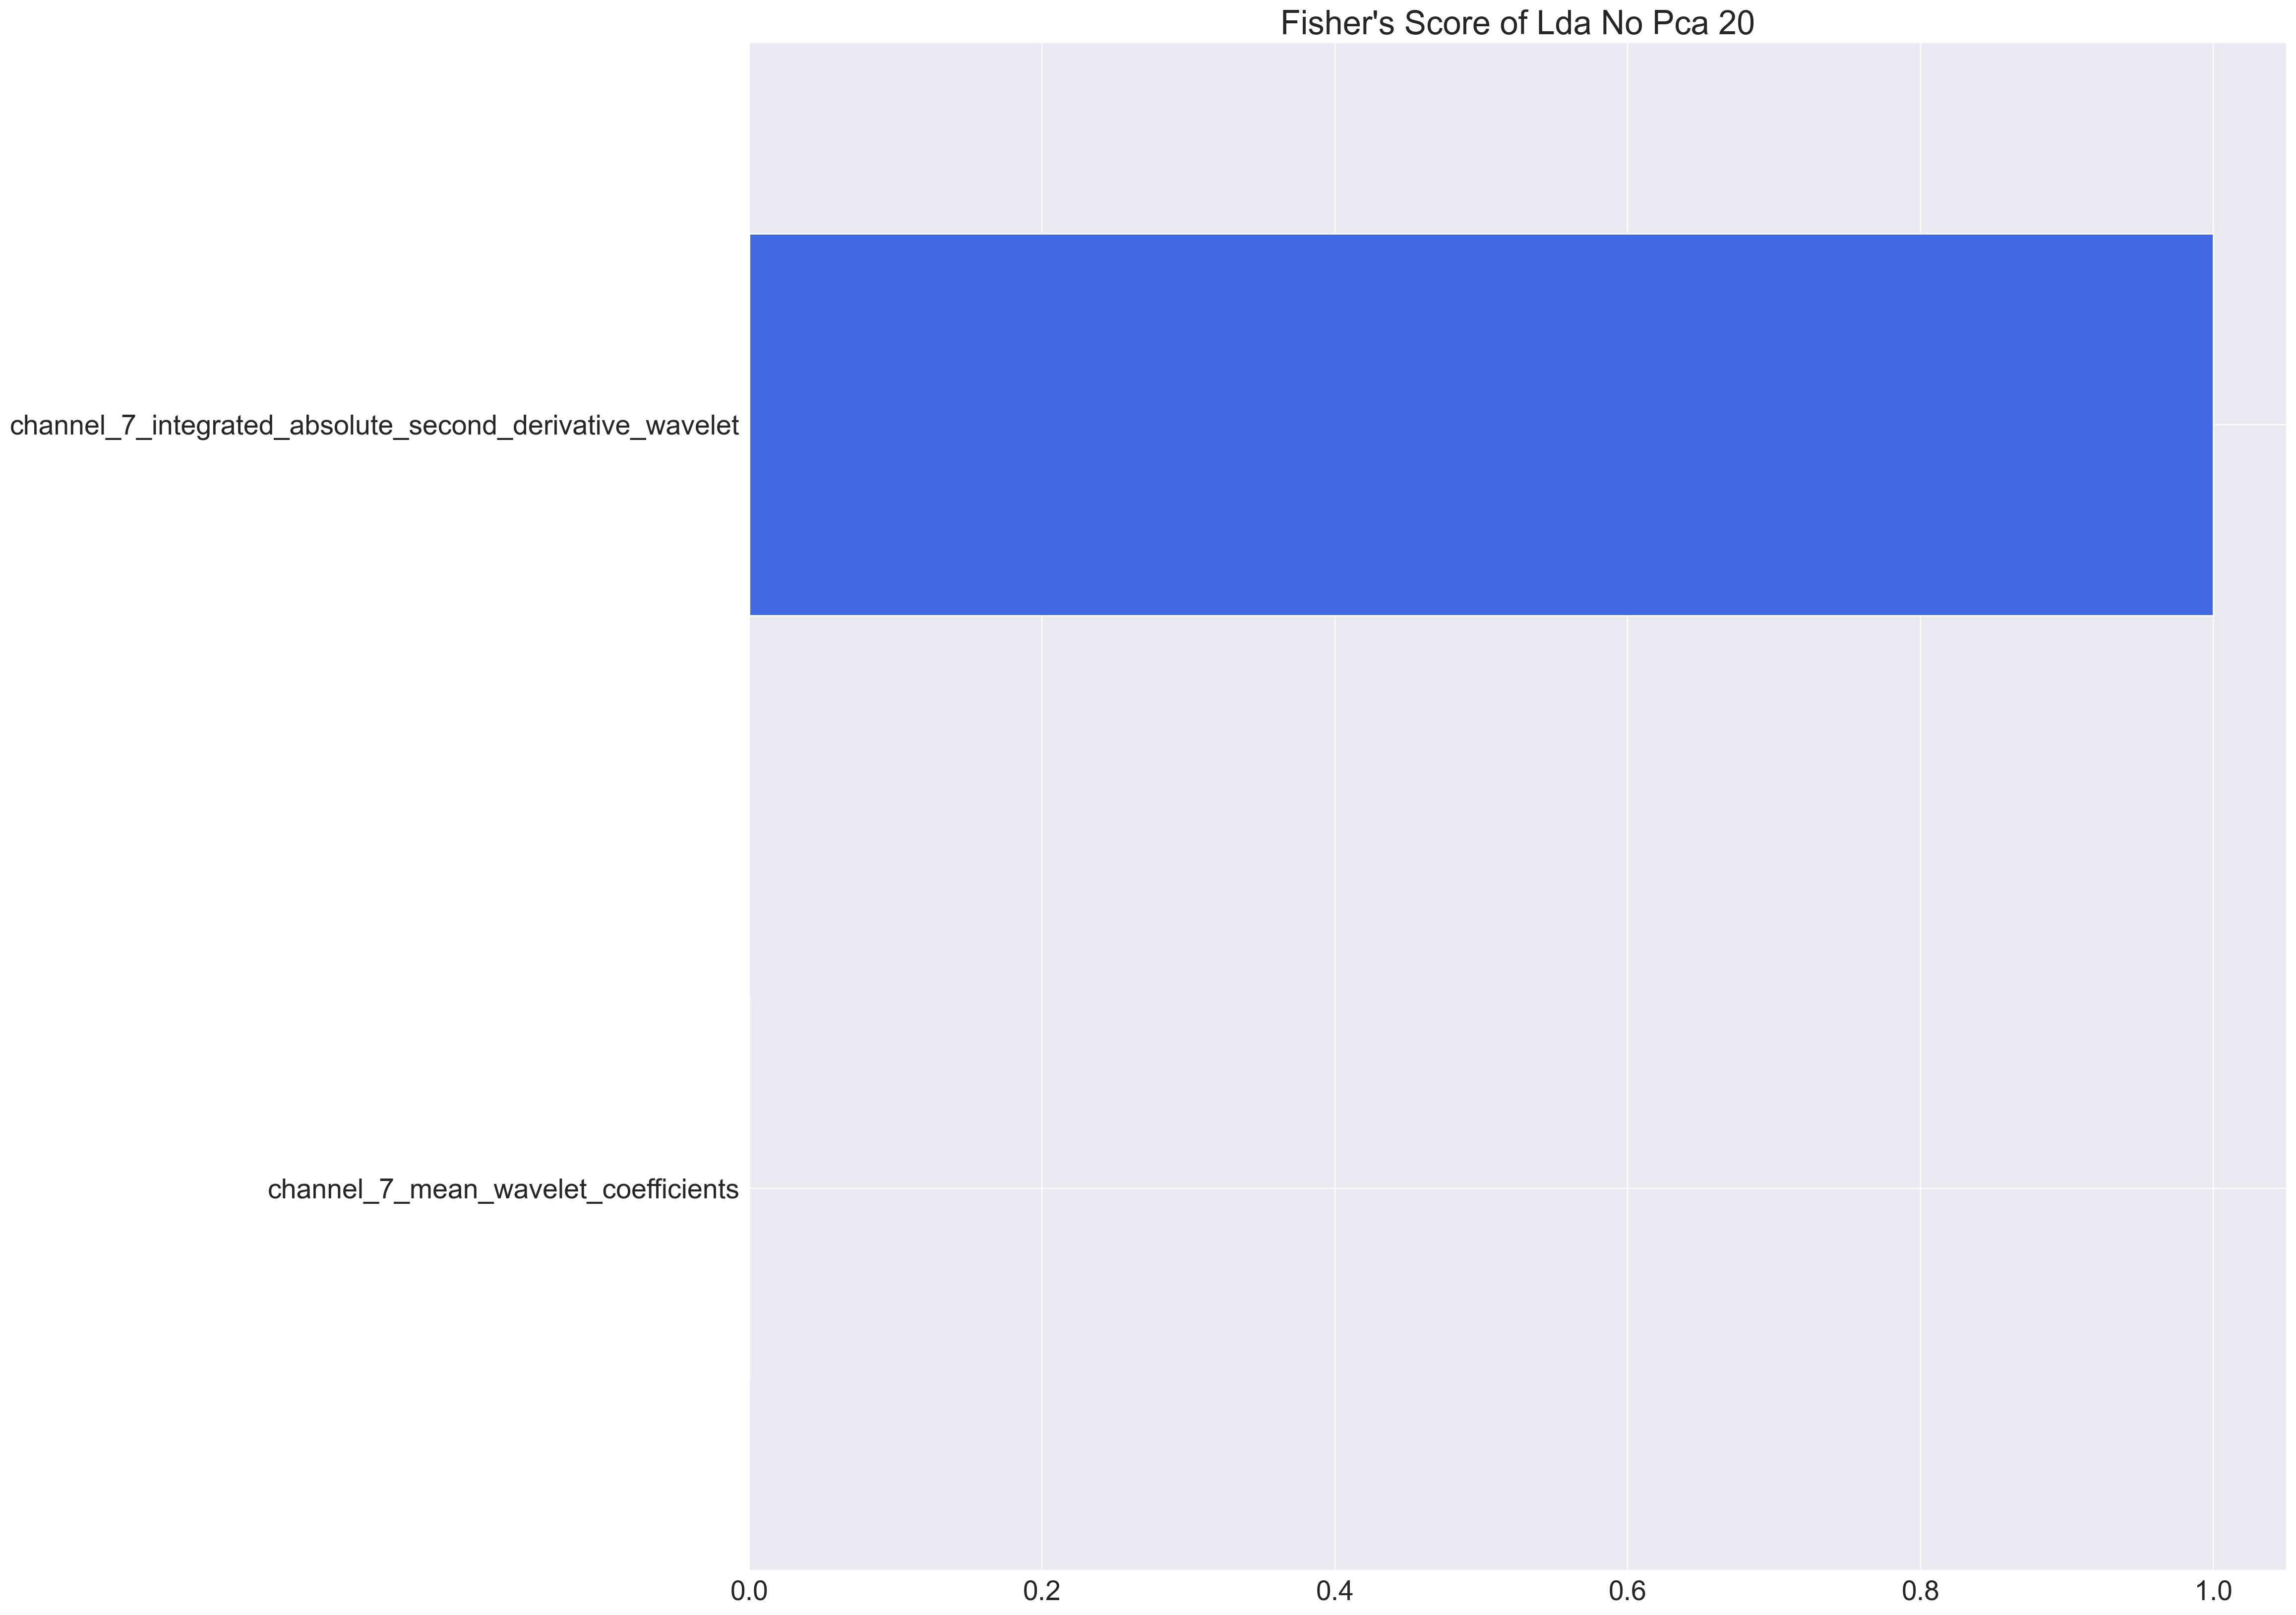 Fisher's Score of Lda No Pca 20
channel_7_integrated_absolute_second_derivative_wavelet
channel_7_mean_wavelet_coefficients
0.0 0.2 0.4 0.6 0.8 1.0